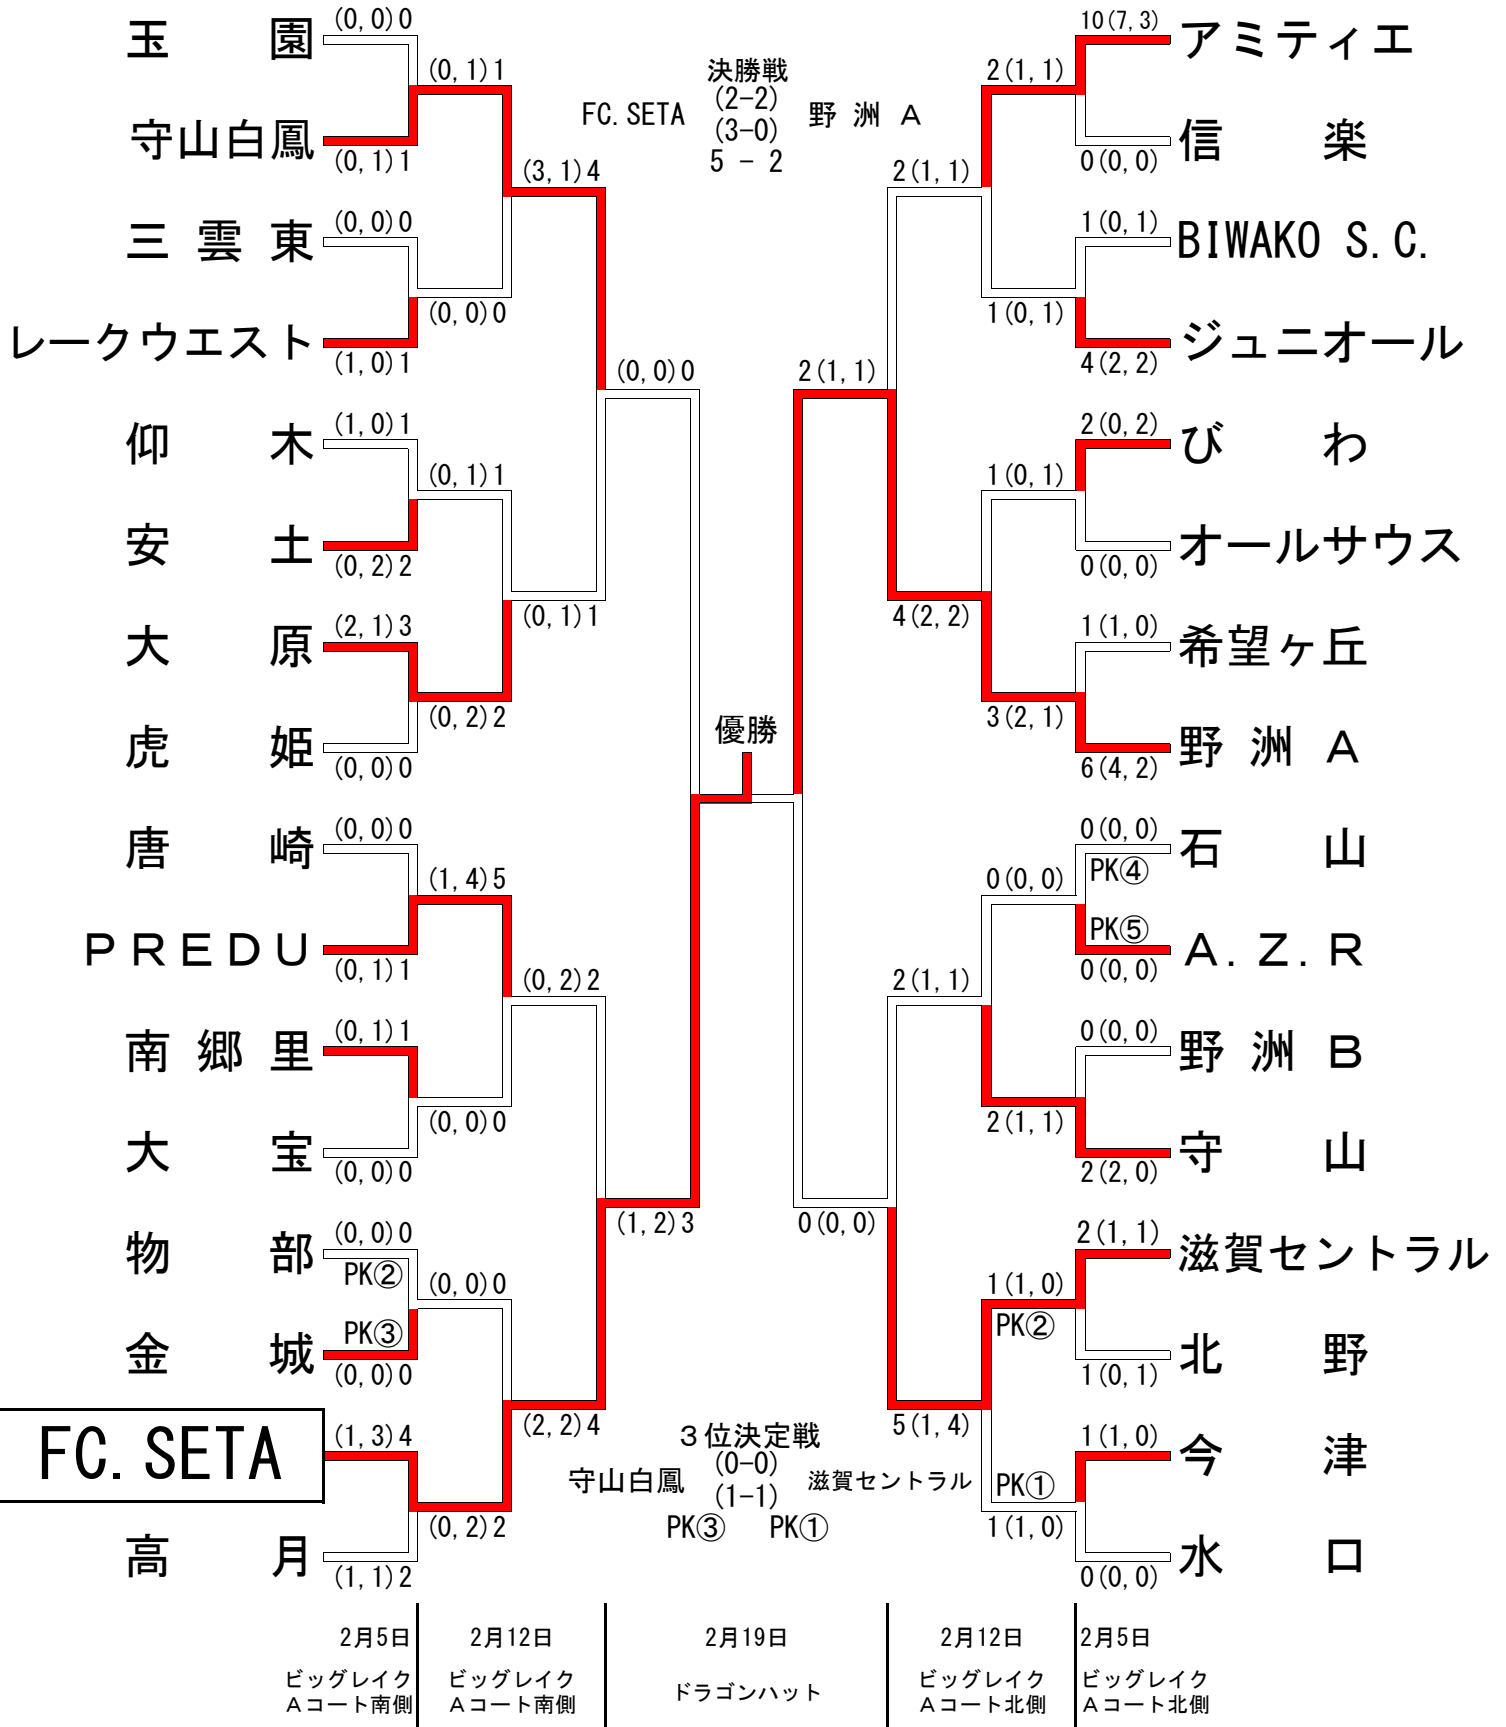 玉 園
(0,0)0
(0,1)1
守山白鳳
(0,1)1
(3,1)4
三 雲 東
(0,0)0
(0,0)0
レークウエスト
(1,0)1
(0,0)0
仰 木
(1,0)1
(0,1)1
安 土
(0,2)2
(0,1)1
大 原
(2,1)3
(0,2)2
虎 姫
(0,0)0
唐 崎
(0,0)0
(1,4)5
PREDU
(0,1)1
(0,2)2
南 郷 里
(0,1)1
(0,0)0
大 宝
(0,0)0
(1,2)3
物 部
(0,0)0
PK②
(0,0)0
金 城
PK③
(0,0)0
(2,2)4
FC.SETA
(1,3)4
(0,2)2
高 月
(1,1)2
決勝戦
FC.SETA
(2-2)
(3-0)
5 - 2
野 洲 A
優勝
3位決定戦
守山白鳳
(0-0)
(1-1)
PK③ PK①
滋賀セントラル
10(7,3)
アミティエ
2(1,1)
信 楽
0(0,0)
2(1,1)
1(0,1)
BIWAKO S.C.
1(0,1)
ジュニオール
4(2,2)
2(1,1)
2(0,2)
び わ
1(0,1)
オールサウス
0(0,0)
4(2,2)
1(1,0)
希望ヶ丘
3(2,1)
野 洲 A
6(4,2)
0(0,0)
石 山
PK④
0(0,0)
PK⑤
A.Z.R
0(0,0)
2(1,1)
0(0,0)
野 洲 B
2(1,1)
守 山
2(2,0)
0(0,0)
2(1,1)
滋賀セントラル
1(1,0)
PK②
北 野
1(0,1)
5(1,4)
1(1,0)
今 津
PK①
1(1,0)
水 口
0(0,0)
2月5日
ビッグレイク
Aコート南側
2月12日
ビッグレイク
Aコート南側
2月19日
ドラゴンハット
2月12日
ビッグレイク
Aコート北側
2月5日
ビッグレイク
Aコート北側